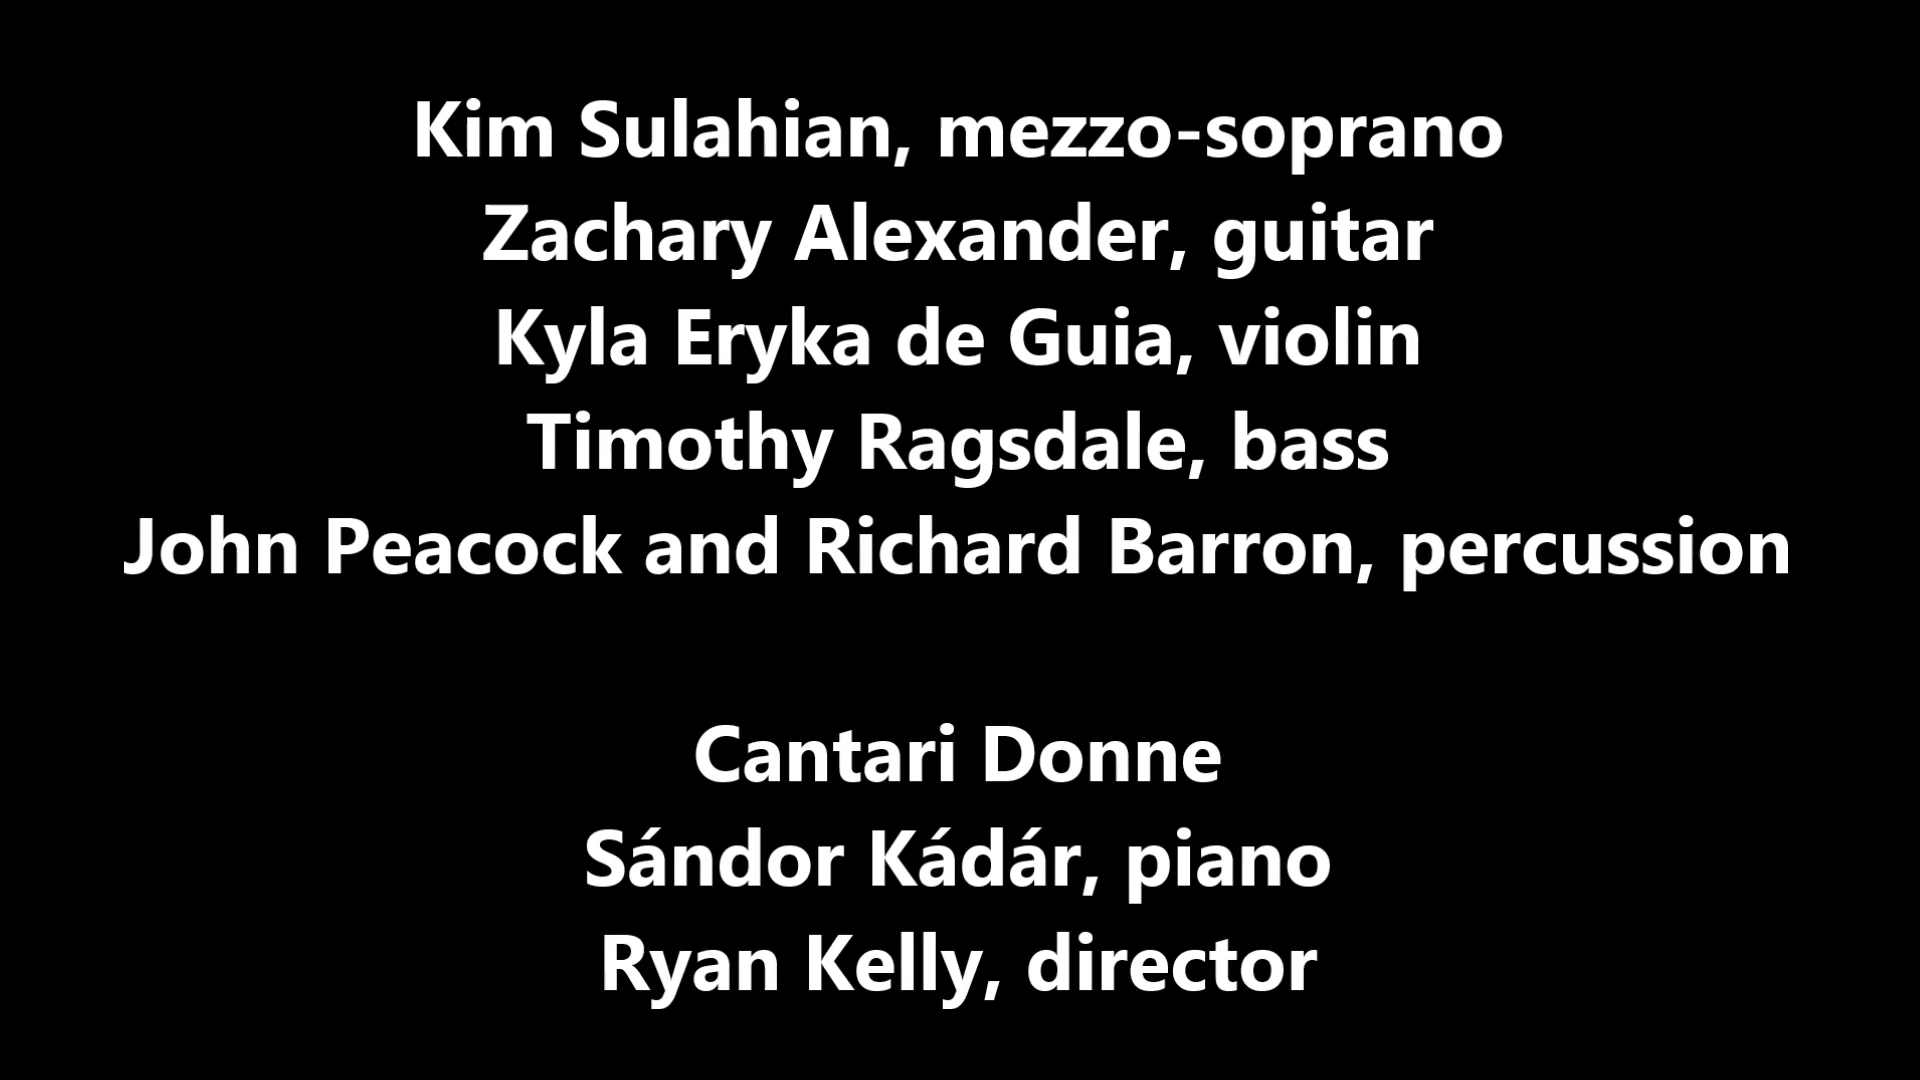 Kim Sulahian, mezzo-soprano
Zachary Alexander, guitar
Kyla Eryka de Guia, violin
Timothy Ragsdale, bass
John Peacock and Richard Barron, percussion
Cantari Donne
Sándor Kádár, piano
Ryan Kelly, director